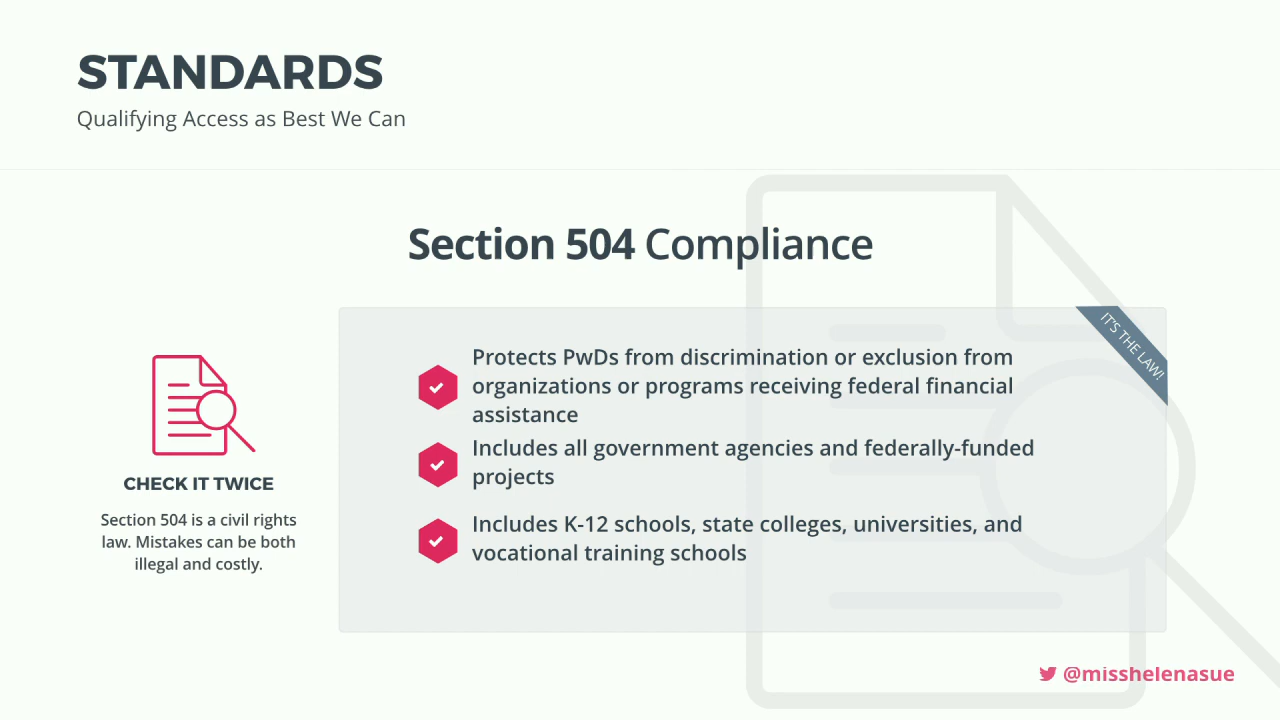 STANDARDS
Qualifying Access as Best We Can
Section 504 Compliance
IT'S THE LAW!
Protects PwDs from discrimination or exclusion from
organizations or programs receiving federal financial
assistance
Includes all government agencies and federally-funded
projects
Includes K-12 schools, state colleges, universities, and
vocational training schools
CHECK IT TWICE
Section 504 is a civil rights
law. Mistakes can be both
illegal and costly.
@misshelenasue